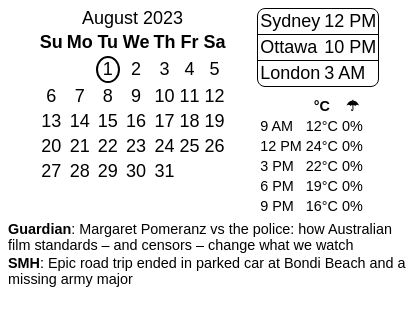 August 2023
Su Mo Tu We Th Fr Sa
1 2 3 4 5
6 7 8 9 10 11 12
13 14 15 16 17 18 19
20 21 22 23 24 25 26
27 28 29 30 31
Sydney 12 PM
Ottawa 10 PM
London 3 AM
°C ☂
9 AM 12°C 0%
12 PM 24°C 0%
3 PM 22°C 0%
6 PM 19°C 0%
9 PM 16°C 0%
Guardian: Margaret Pomeranz vs the police: how Australian
film standards – and censors – change what we watch
SMH: Epic road trip ended in parked car at Bondi Beach and a
missing army major